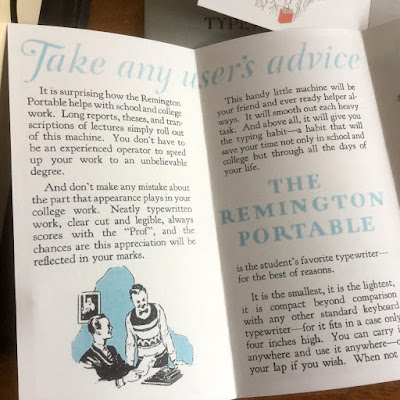 TYPE
Take any user's advice
It is surprising how the Remington
Portable helps with school and college
work. Long reports, theses, and tran-
scriptions of lectures simply roll out
of this machine. You don't have to
be an experienced operator to speed
up your work to an unbelievable
degree.
And don't make any mistake about
the part that appearance plays in your
college work. Neatly typewritten
work, clear cut and legible, always
scores with the “Prof”, and the
chances are this appreciation will be
reflected in your marks.
This handy little machine will be
your friend and ever ready helper al-
ways. It will smooth out each heavy
task. And above all, it will give you
the typing habit—a habit that will
save your time not only in school and
college but through all the days of
your life.
THE
REMINGTON
PORTABLE
is the student's favorite typewriter—
for the best of reasons.
It is the smallest, it is the lightest,
it is compact beyond comparison
with any other standard keyboard
typewriter—for it fits in a case only
four inches high. You can carry i
anywhere and use it anywhere—o
your lap if you wish. When not